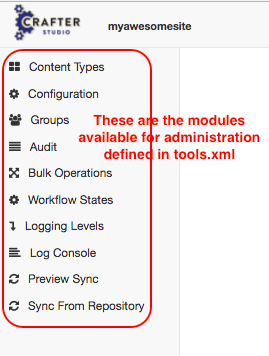 CRAFTER
STUDIO
myawesomesite
Content Types
Configuration
Groups
Audit
Bulk Operations
Workflow States
Logging Levels
Log Console
Preview Sync
Sync From Repository
These are the modules
available for administration
defined in tools.xml